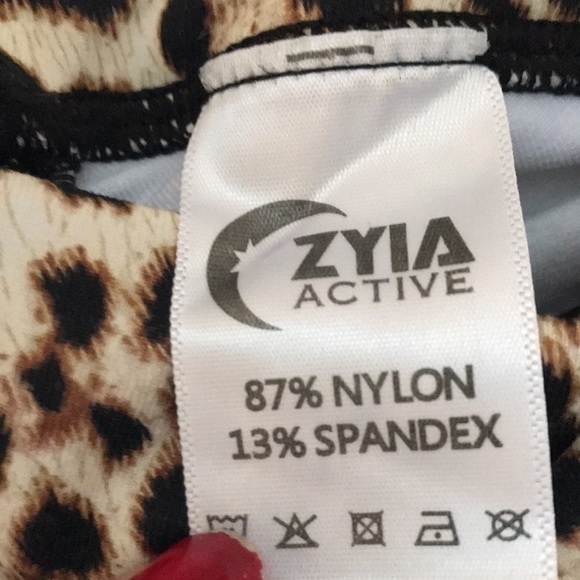 ZYIA
ACTIVE
87% NYLON
13% SPANDEX